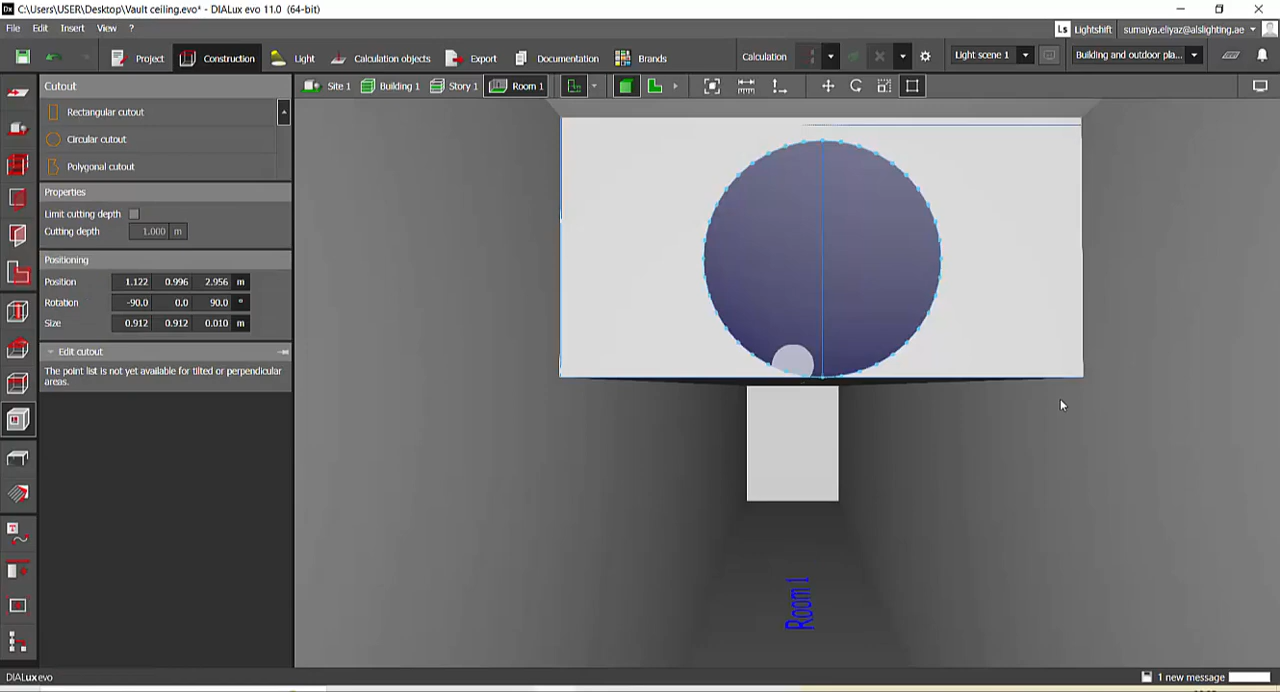 C:\Users\USER\Desktop\Vault ceiling.evo* - DIALux evo 11.0 (64-bit)
File Edit Insert View ?
Ls Lightshift sumaiya.eliyaz@alslighting.ae
Project Construction Light Calculation objects Export Documentation Brands Calculation Light scene 1 Building and outdoor pla...
Cutout
Site 1 Building 1 Story 1 Room 1
Rectangular cutout
Circular cutout
Polygonal cutout
Properties
Limit cutting depth
Cutting depth 1.000 m
Positioning
Position 1.122 0.996 2.956 m
Rotation -90.0 0.0 90.0 °
Size 0.912 0.912 0.010 m
Edit cutout
The point list is not yet available for tilted or perpendicular
areas.
Room 1
DIALux evo
1 new message